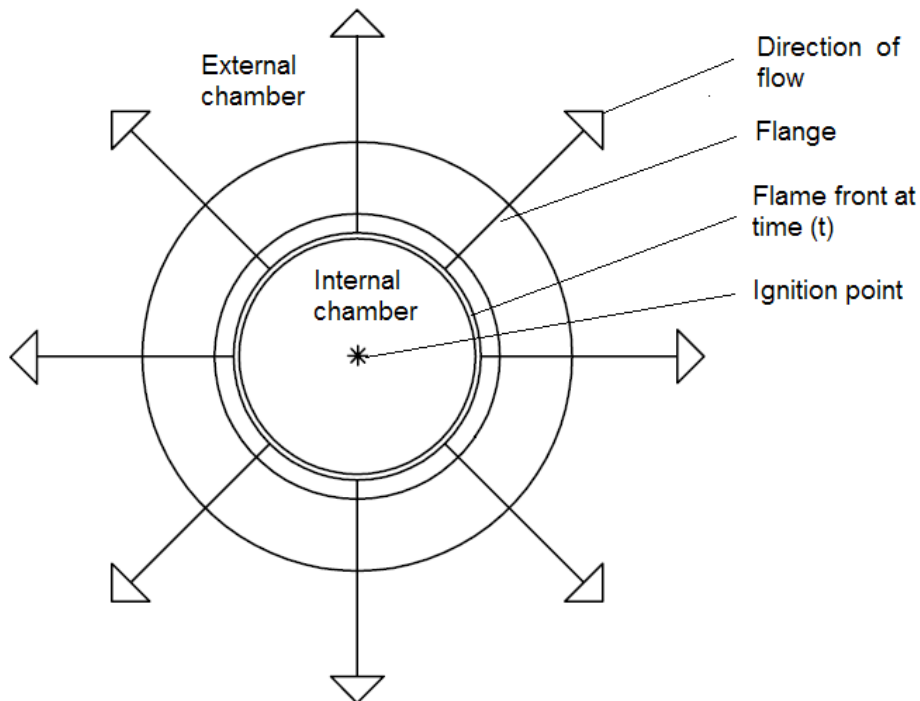 External
chamber
Direction of
flow
Flange
Flame front at
time (t)
Internal
chamber
Ignition point